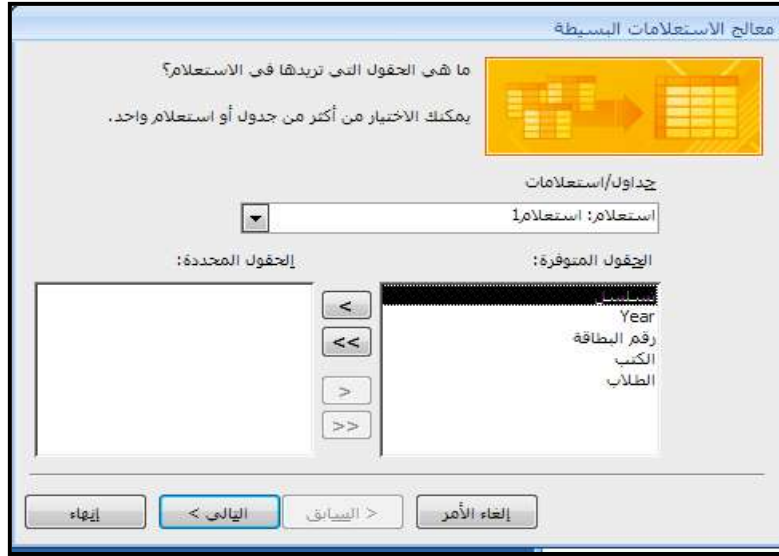 معالج الاستعلامات البسيطة
ما هي الحقول التي تريدها في الاستعلام؟
يمكنك الاختيار من أكثر من جدول أو استعلام واحد.
جداول/استعلامات
استعلام: استعلام1
الحقول المتوفرة:
الحقول المحددة:
تسلسل
Year
رقم البطاقة
الكتب
الطلاب
<
<<
>
>>
إلغاء الأمر
< السابق
التالي >
إنهاء